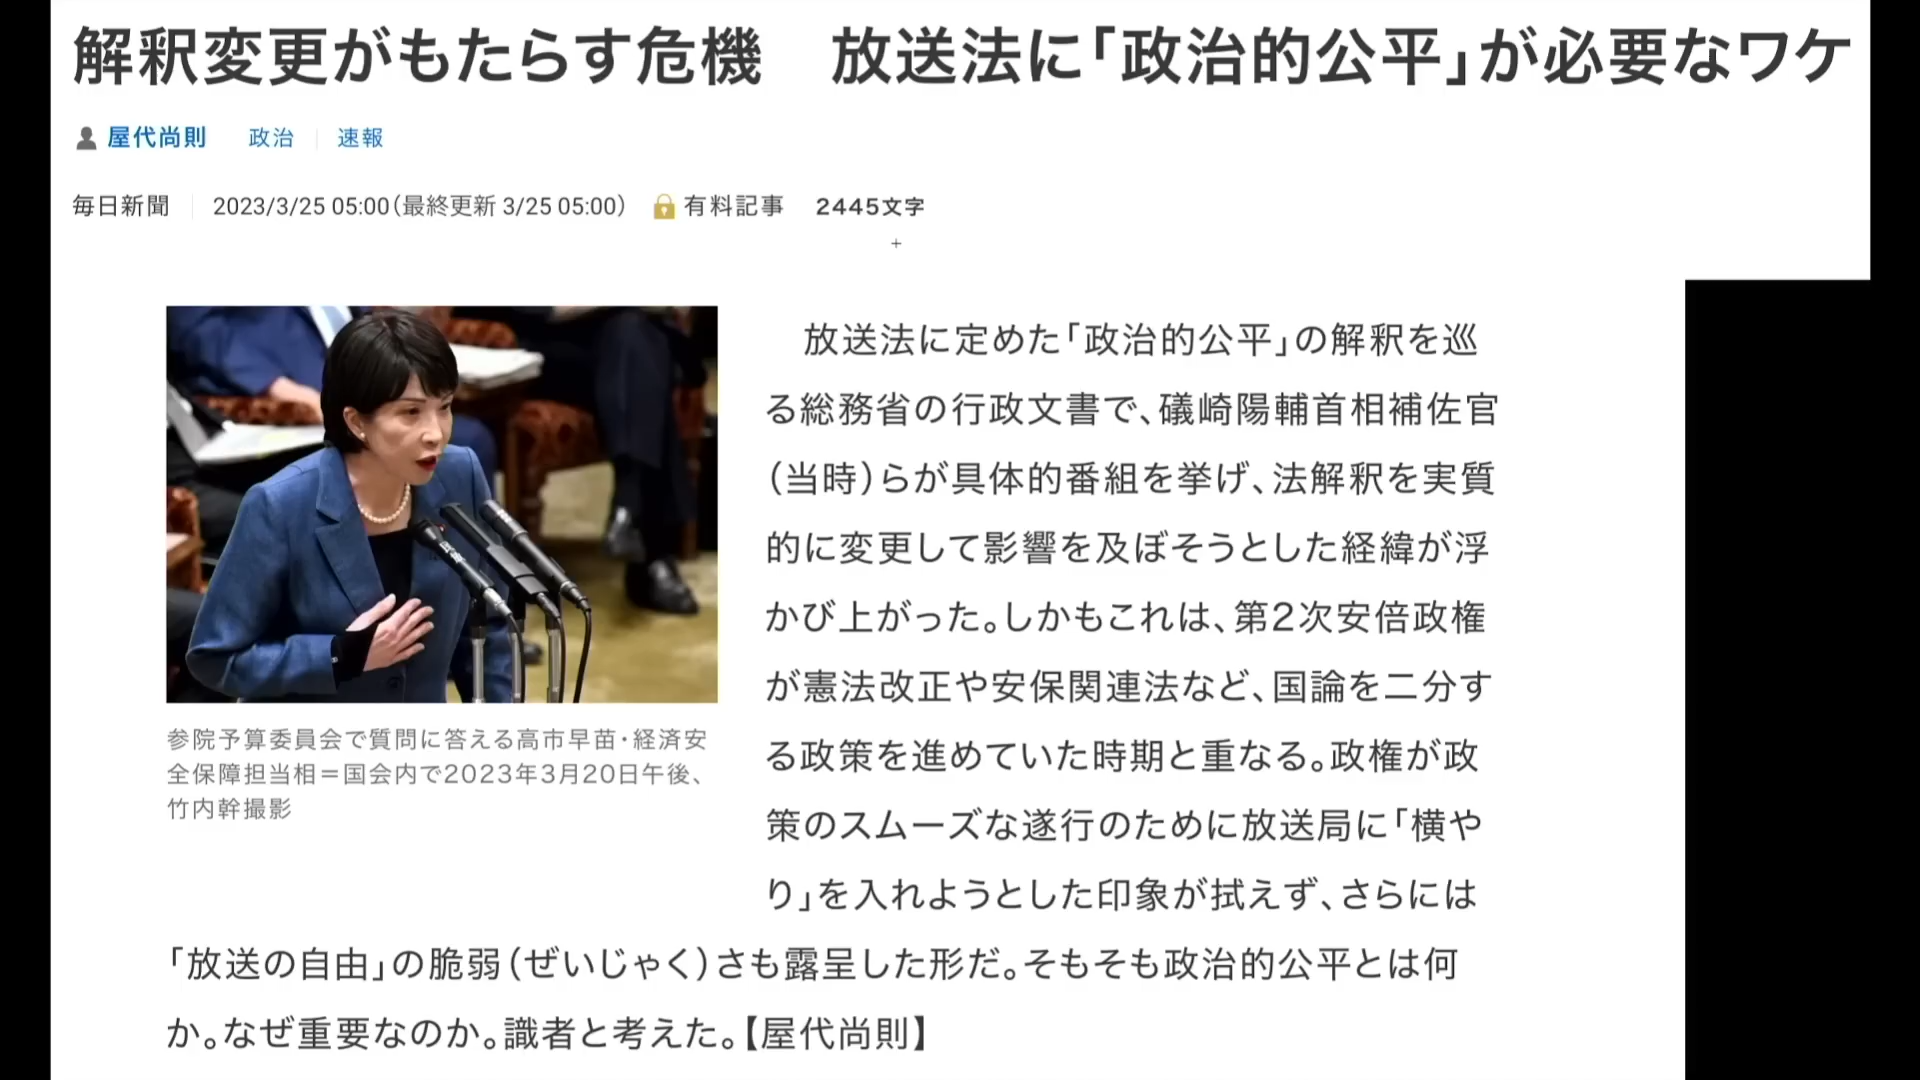 解釈変更がもたらす危機　放送法に「政治的公平」が必要なワケ
屋代尚則　政治　速報
毎日新聞　2023/3/25 05:00（最終更新 3/25 05:00）　有料記事　2445文字
放送法に定めた「政治的公平」の解釈を巡
る総務省の行政文書で、礒崎陽輔首相補佐官
（当時）らが具体的番組を挙げ、法解釈を実質
的に変更して影響を及ぼそうとした経緯が浮
かび上がった。しかもこれは、第2次安倍政権
が憲法改正や安保関連法など、国論を二分す
る政策を進めていた時期と重なる。政権が政
策のスムーズな遂行のために放送局に「横や
り」を入れようとした印象が拭えず、さらには
「放送の自由」の脆弱（ぜいじゃく）さも露呈した形だ。そもそも政治的公平とは何
か。なぜ重要なのか。識者と考えた。【屋代尚則】
参院予算委員会で質問に答える高市早苗・経済安
全保障担当相＝国会内で2023年3月20日午後、
竹内幹撮影